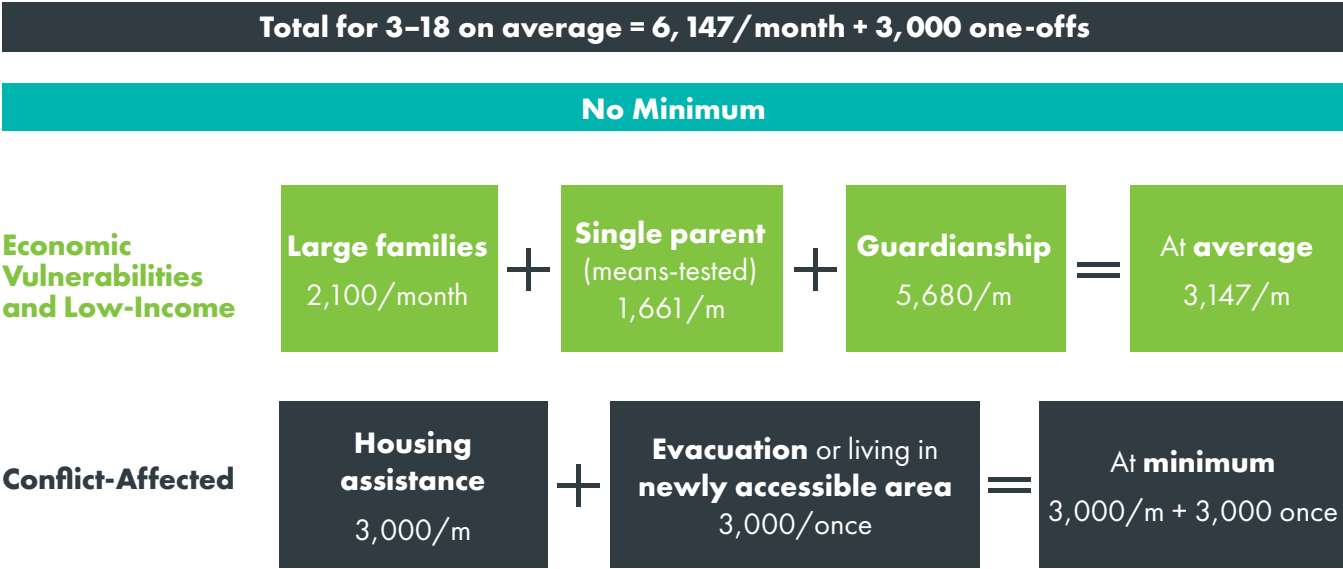 Total for 3–18 on average = 6,147/month + 3,000 one-offs
No Minimum
Economic
Vulnerabilities
and Low-Income
Large families
2,100/month
+
Single parent
(means-tested)
1,661/m
+
Guardianship
5,680/m
=
At average
3,147/m
Conflict-Affected
Housing
assistance
3,000/m
+
Evacuation or living in
newly accessible area
3,000/once
=
At minimum
3,000/m + 3,000 once